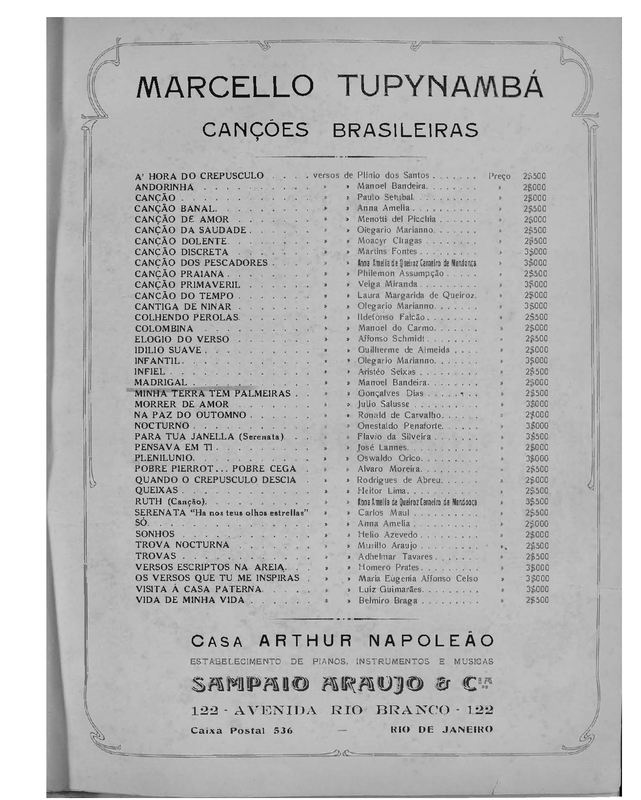 MARCELLO TUPYNAMBÁ
CANÇÕES BRASILEIRAS
A' HORA DO CREPUSCULO . . . . versos de Plinio dos Santos . . . . . . . Preço 2$500
ANDORINHA . . . . . . . . . . » » Manoel Bandeira. . . . . . . . » 2$000
CANÇÃO . . . . . . . . . . . . » » Paulo Setubal. . . . . . . . . » 2$000
CANÇÃO BANAL. . . . . . . . . » » Anna Amelia . . . . . . . . . » 2$500
CANÇÃO DE AMOR . . . . . . . » » Menotti del Picchia . . . . . . » 2$000
CANÇÃO DA SAUDADE. . . . . . » » Olegario Marianno. . . . . . . » 2$500
CANÇÃO DOLENTE. . . . . . . . » » Moacyr Chagas . . . . . . . . » 2$500
CANÇÃO DISCRETA . . . . . . . » » Martins Fontes . . . . . . . . » 3$000
CANÇÃO DOS PESCADORES . . . . » » Anna Amelia de Queiroz Carneiro de Mendonça » 3$000
CANÇÃO PRAIANA . . . . . . . . » » Philemon Assumpção . . . . . . » 2$500
CANÇÃO PRIMAVERIL . . . . . . » » Veiga Miranda . . . . . . . . » 3$000
CANÇÃO DO TEMPO . . . . . . . » » Laura Margarida de Queiroz. » 2$000
CANTIGA DE NINAR . . . . . . . » » Olegario Marianno . . . . . . » 3$000
COLHENDO PEROLAS. . . . . . . » » Ildefonso Falcão. . . . . . . . » 2$500
COLOMBINA . . . . . . . . . . » » Manoel do Carmo. . . . . . . . » 2$000
ELOGIO DO VERSO . . . . . . . » » Affonso Schmidt . . . . . . . . » 2$500
IDILIO SUAVE . . . . . . . . . » » Guilherme de Almeida . . . . » 2$000
INFANTIL. . . . . . . . . . . » » Olegario Marianno. . . . . . . » 3$000
INFIEL . . . . . . . . . . . . » » Aristéo Seixas . . . . . . . . » 2$500
MADRIGAL . . . . . . . . . . . » » Manoel Bandeira. . . . . . . . » 2$000
MINHA TERRA TEM PALMEIRAS . . » » Gonçalves Dias . . . . . . . . » 2$500
MORRER DE AMOR . . . . . . . » » Julio Salusse . . . . . . . . . » 3$000
NA PAZ DO OUTOMNO . . . . . . » » Ronald de Carvalho. . . . . . » 2$000
NOCTURNO . . . . . . . . . . . » » Onestaldo Penaforte. . . . . . » 3$000
PARA TUA JANELLA (Serenata) . . » » Flavio da Silveira . . . . . . » 3$500
PENSAVA EM TI . . . . . . . . » » José Lannes. . . . . . . . . . » 2$000
PLENILUNIO. . . . . . . . . . » » Oswaldo Orico. . . . . . . . . » 3$000
POBRE PIERROT... POBRE CEGA » » Alvaro Moreira. . . . . . . . . » 2$500
QUANDO O CREPUSCULO DESCIA » » Rodrigues de Abreu. . . . . . » 2$000
QUEIXAS . . . . . . . . . . . » » Heitor Lima. . . . . . . . . . » 2$500
RUTH (Canção). . . . . . . . . » » Anna Amelia de Queiroz Carneiro de Mendonça » 3$500
SERENATA "Ha nos teus olhos estrellas" » » Carlos Maul . . . . . . . . . » 2$500
SÓ. . . . . . . . . . . . . . » » Anna Amelia . . . . . . . . . » 2$000
SONHOS . . . . . . . . . . . . » » Helio Azevedo . . . . . . . . » 2$000
TROVA NOCTURNA . . . . . . . » » Murillo Araujo . . . . . . . . » 2$500
TROVAS . . . . . . . . . . . . » » Adhelmar Tavares . . . . . . . » 2$500
VERSOS ESCRIPTOS NA AREIA. . . » » Homero Prates. . . . . . . . . » 3$000
OS VERSOS QUE TU ME INSPIRAS . » » Maria Eugenia Affonso Celso » 3$000
VISITA Á CASA PATERNA. . . . . » » Luiz Guimarães. . . . . . . . » 3$000
VIDA DE MINHA VIDA . . . . . . » » Belmiro Braga . . . . . . . . » 2$500
CASA ARTHUR NAPOLEÃO
ESTABELECIMENTO DE PIANOS, INSTRUMENTOS E MUSICAS
SAMPAIO ARAUJO & Cia
122 - AVENIDA RIO BRANCO - 122
Caixa Postal 536 — RIO DE JANEIRO